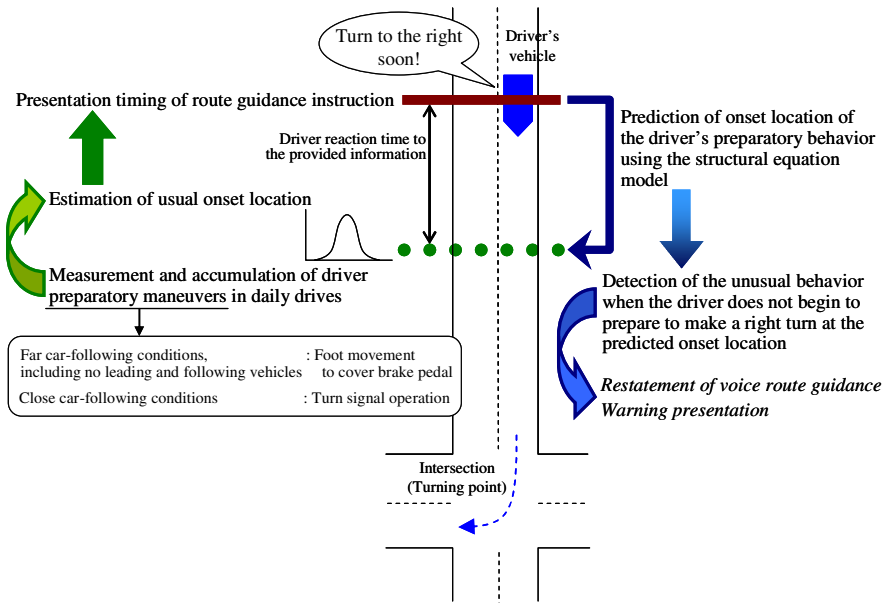 Turn to the right
soon!
Driver's
vehicle
Presentation timing of route guidance instruction
Driver reaction time to
the provided information
Prediction of onset location of
the driver's preparatory behavior
using the structural equation
model
Estimation of usual onset location
Measurement and accumulation of driver
preparatory maneuvers in daily drives
Detection of the unusual behavior
when the driver does not begin to
prepare to make a right turn at the
predicted onset location
Far car-following conditions, : Foot movement
including no leading and following vehicles to cover brake pedal
Close car-following conditions : Turn signal operation
Restatement of voice route guidance
Warning presentation
Intersection
(Turning point)